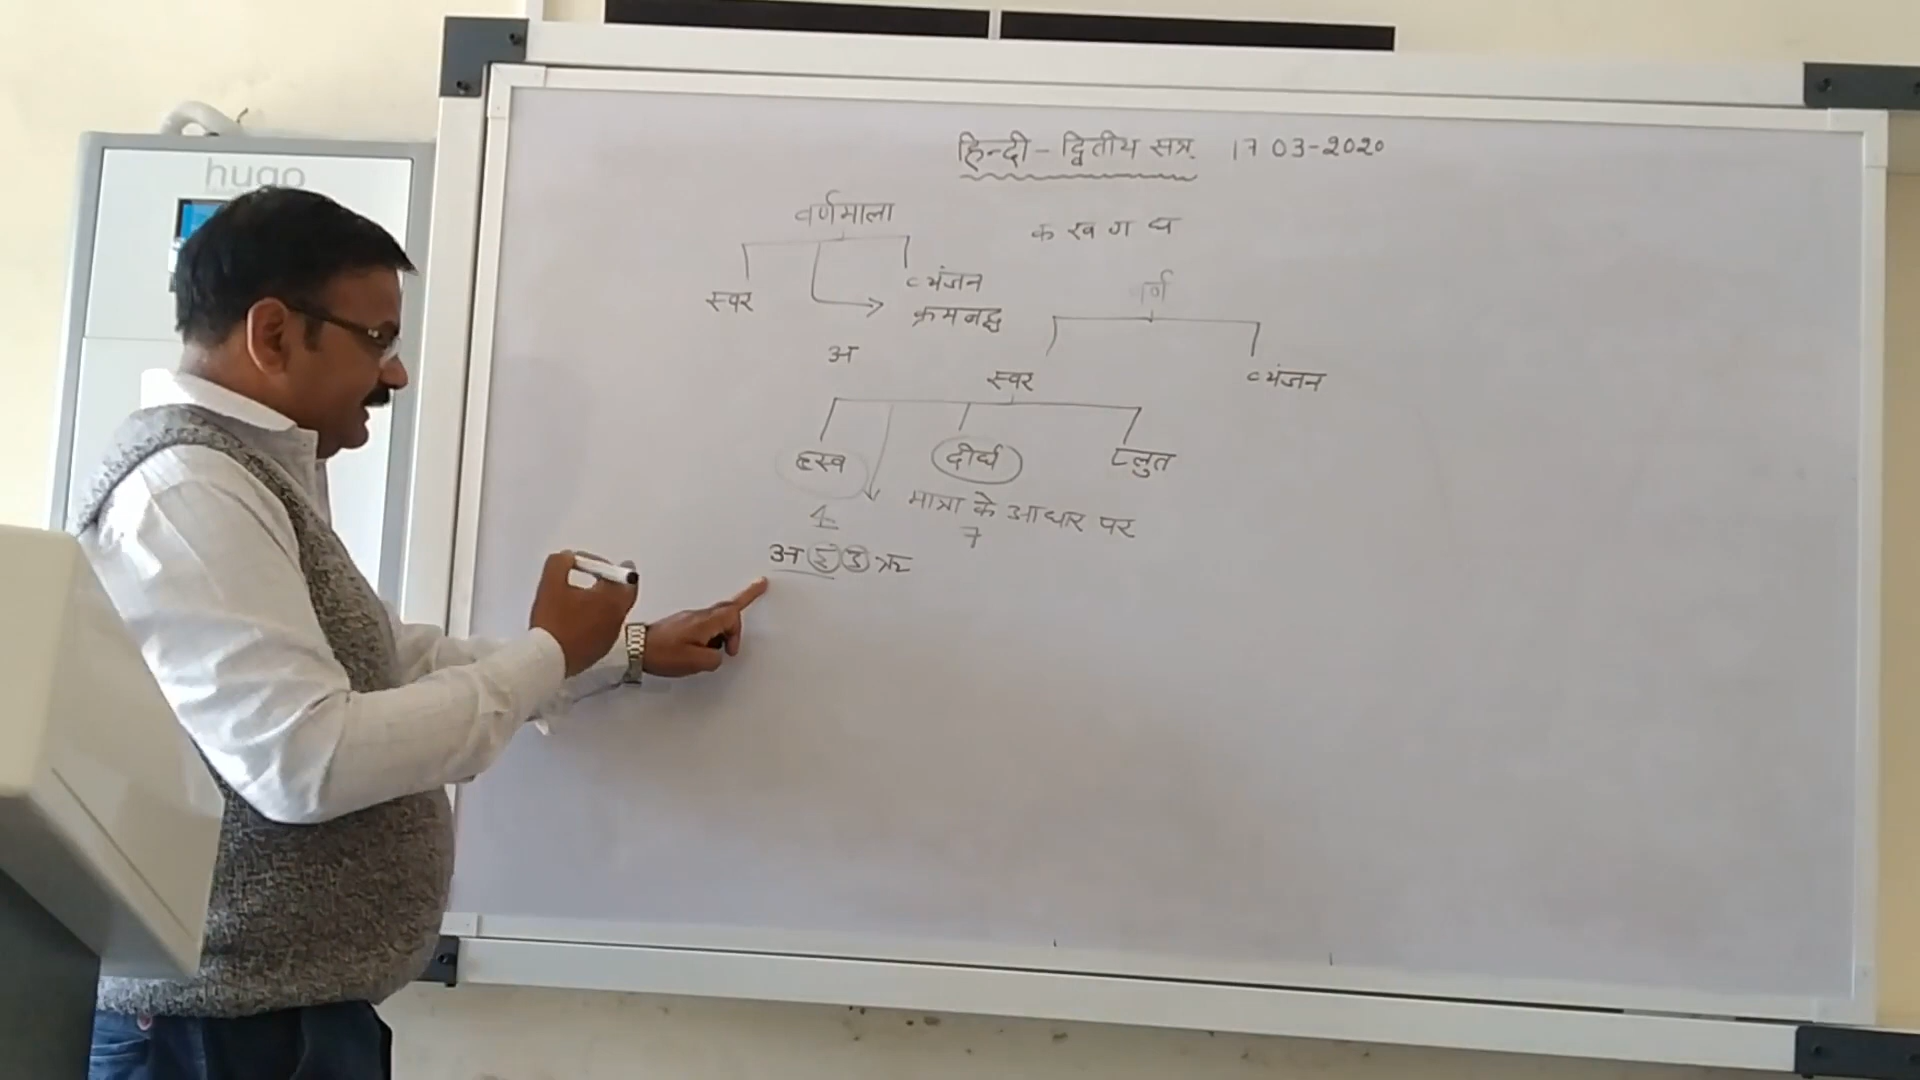 hugo
हिन्दी - द्वितीय सत्र. 17 03-2020
वर्णमाला
क ख ग घ
स्वर
व्यंजन
क्रमबद्ध
वर्ण
अ
स्वर
व्यंजन
ह्रस्व दीर्घ प्लुत
मात्रा के आधार पर
4
7
अ इ उ ऋ